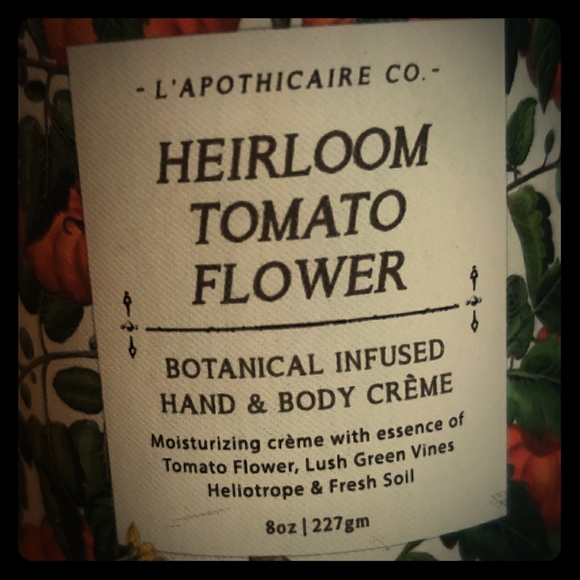 - L'APOTHICAIRE CO. -
HEIRLOOM
TOMATO
FLOWER
BOTANICAL INFUSED
HAND & BODY CRÈME
Moisturizing crème with essence of
Tomato Flower, Lush Green Vines
Heliotrope & Fresh Soil
8oz | 227gm